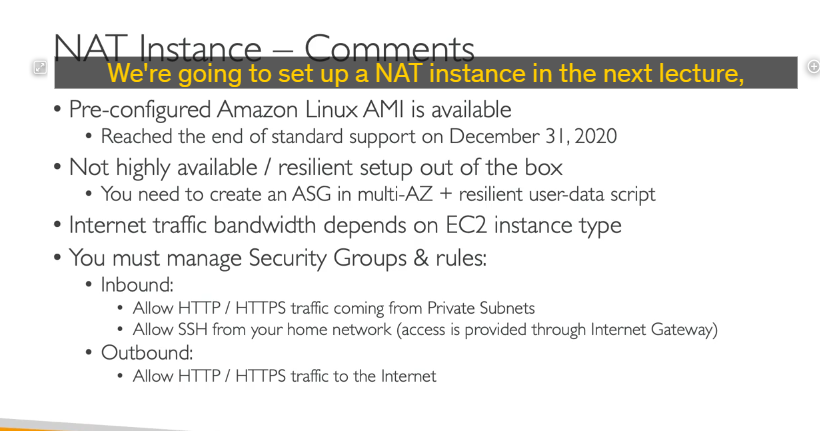 NAT Instance – Comments
We're going to set up a NAT instance in the next lecture,
• Pre-configured Amazon Linux AMI is available
• Reached the end of standard support on December 31, 2020
• Not highly available / resilient setup out of the box
• You need to create an ASG in multi-AZ + resilient user-data script
• Internet traffic bandwidth depends on EC2 instance type
• You must manage Security Groups & rules:
• Inbound:
• Allow HTTP / HTTPS traffic coming from Private Subnets
• Allow SSH from your home network (access is provided through Internet Gateway)
• Outbound:
• Allow HTTP / HTTPS traffic to the Internet